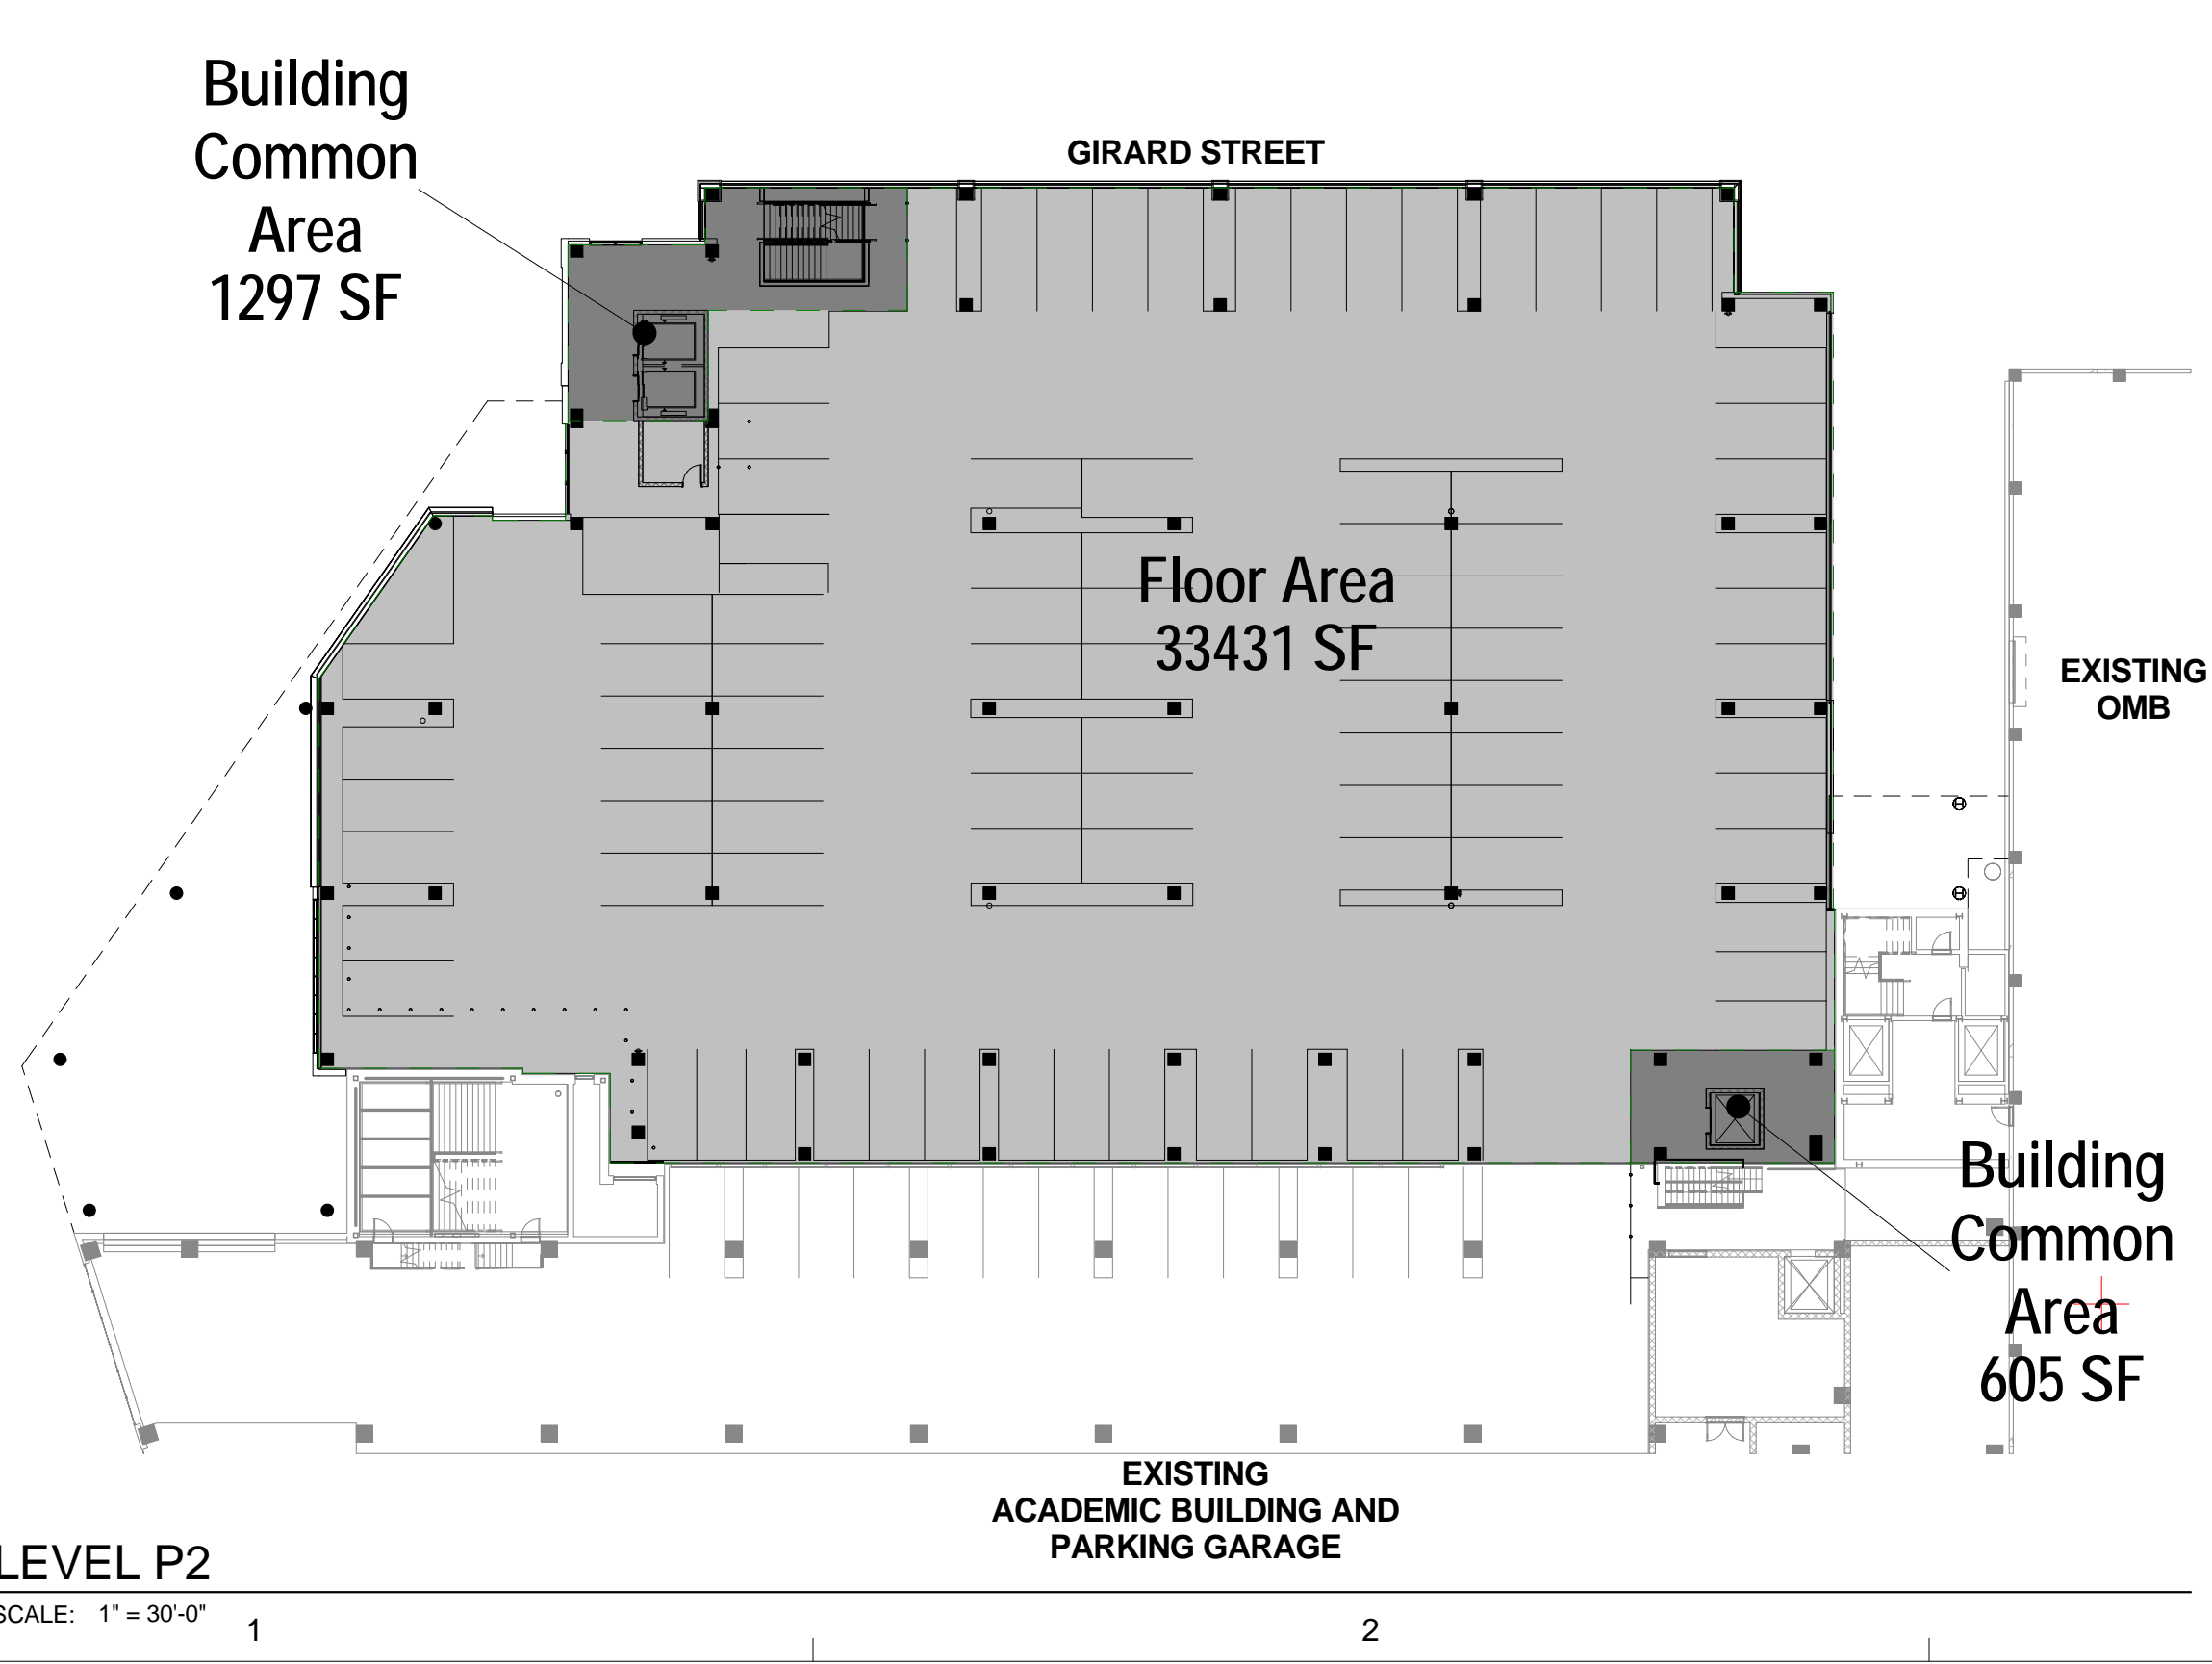 Building
Common
Area
1297 SF
GIRARD STREET
Floor Area
33431 SF
EXISTING
OMB
Building
Common
Area
605 SF
EXISTING
ACADEMIC BUILDING AND
PARKING GARAGE
LEVEL P2
SCALE: 1" = 30'-0"
1
2